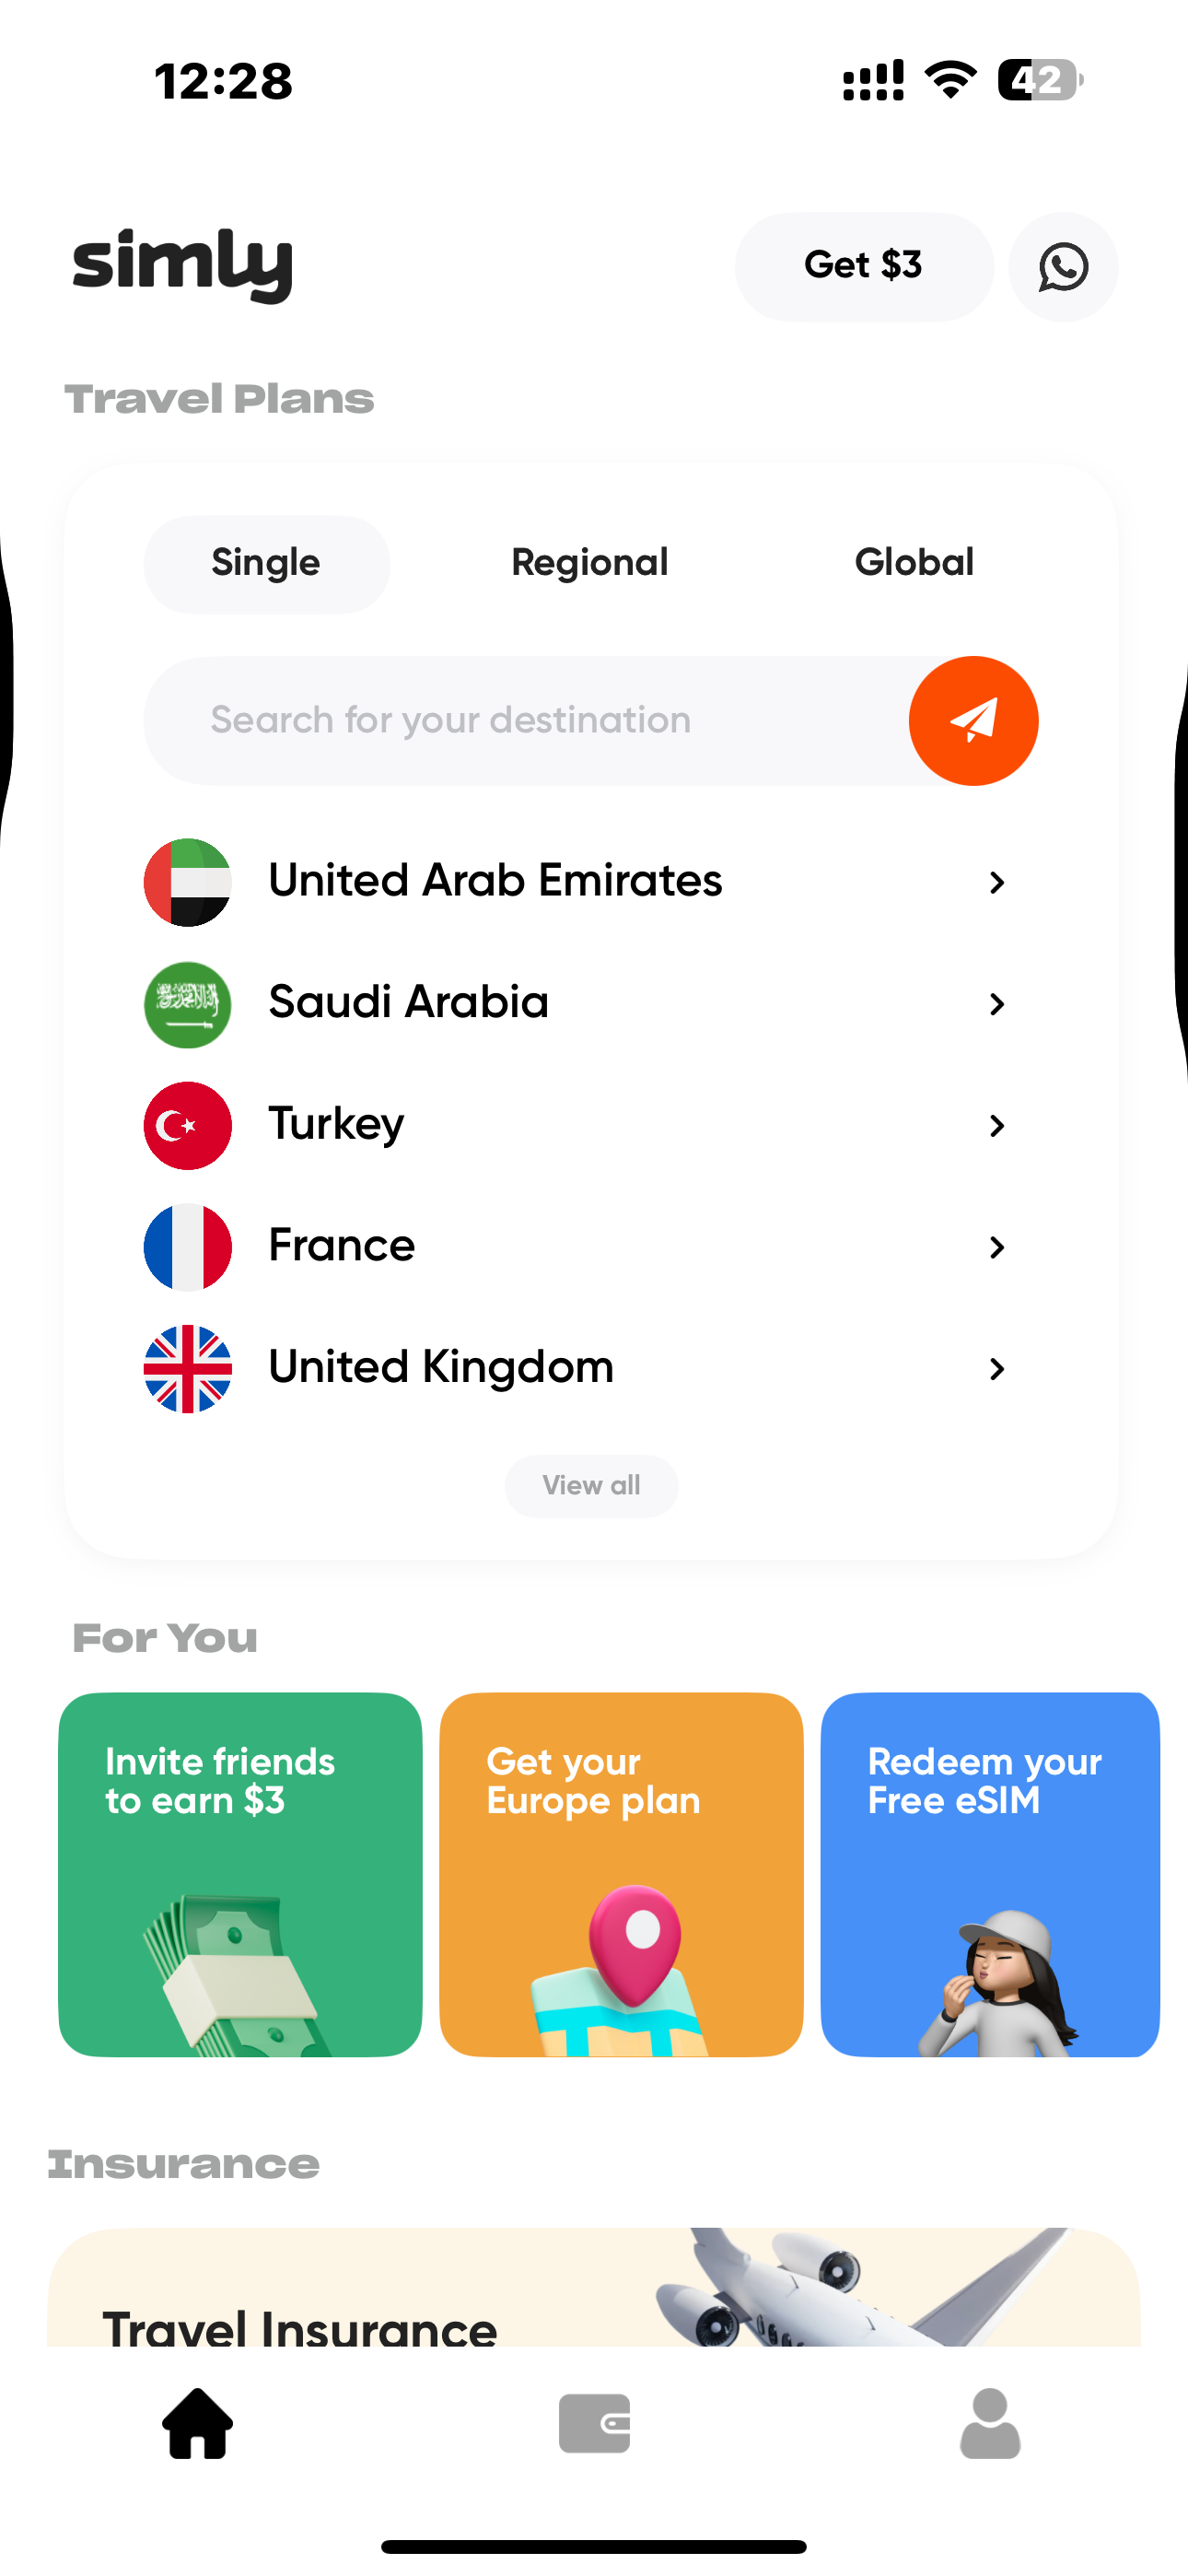 12:28
42
simly
Get $3
Travel Plans
Single
Regional
Global
Search for your destination
United Arab Emirates
Saudi Arabia
Turkey
France
United Kingdom
View all
For You
Invite friends
to earn $3
Get your
Europe plan
Redeem your
Free eSIM
Insurance
Travel Insurance